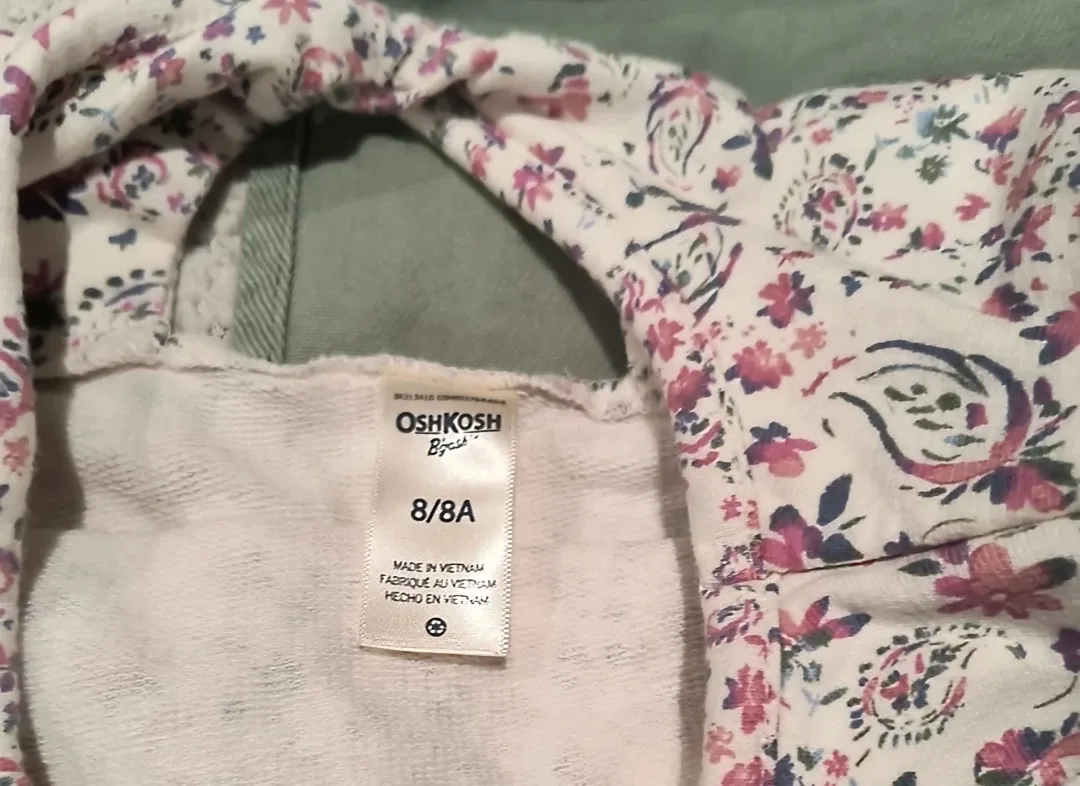 OSHKOSH
B'gosh
8/8A
MADE IN VIETNAM
FABRIQUÉ AU VIETNAM
HECHO EN VIETNAM